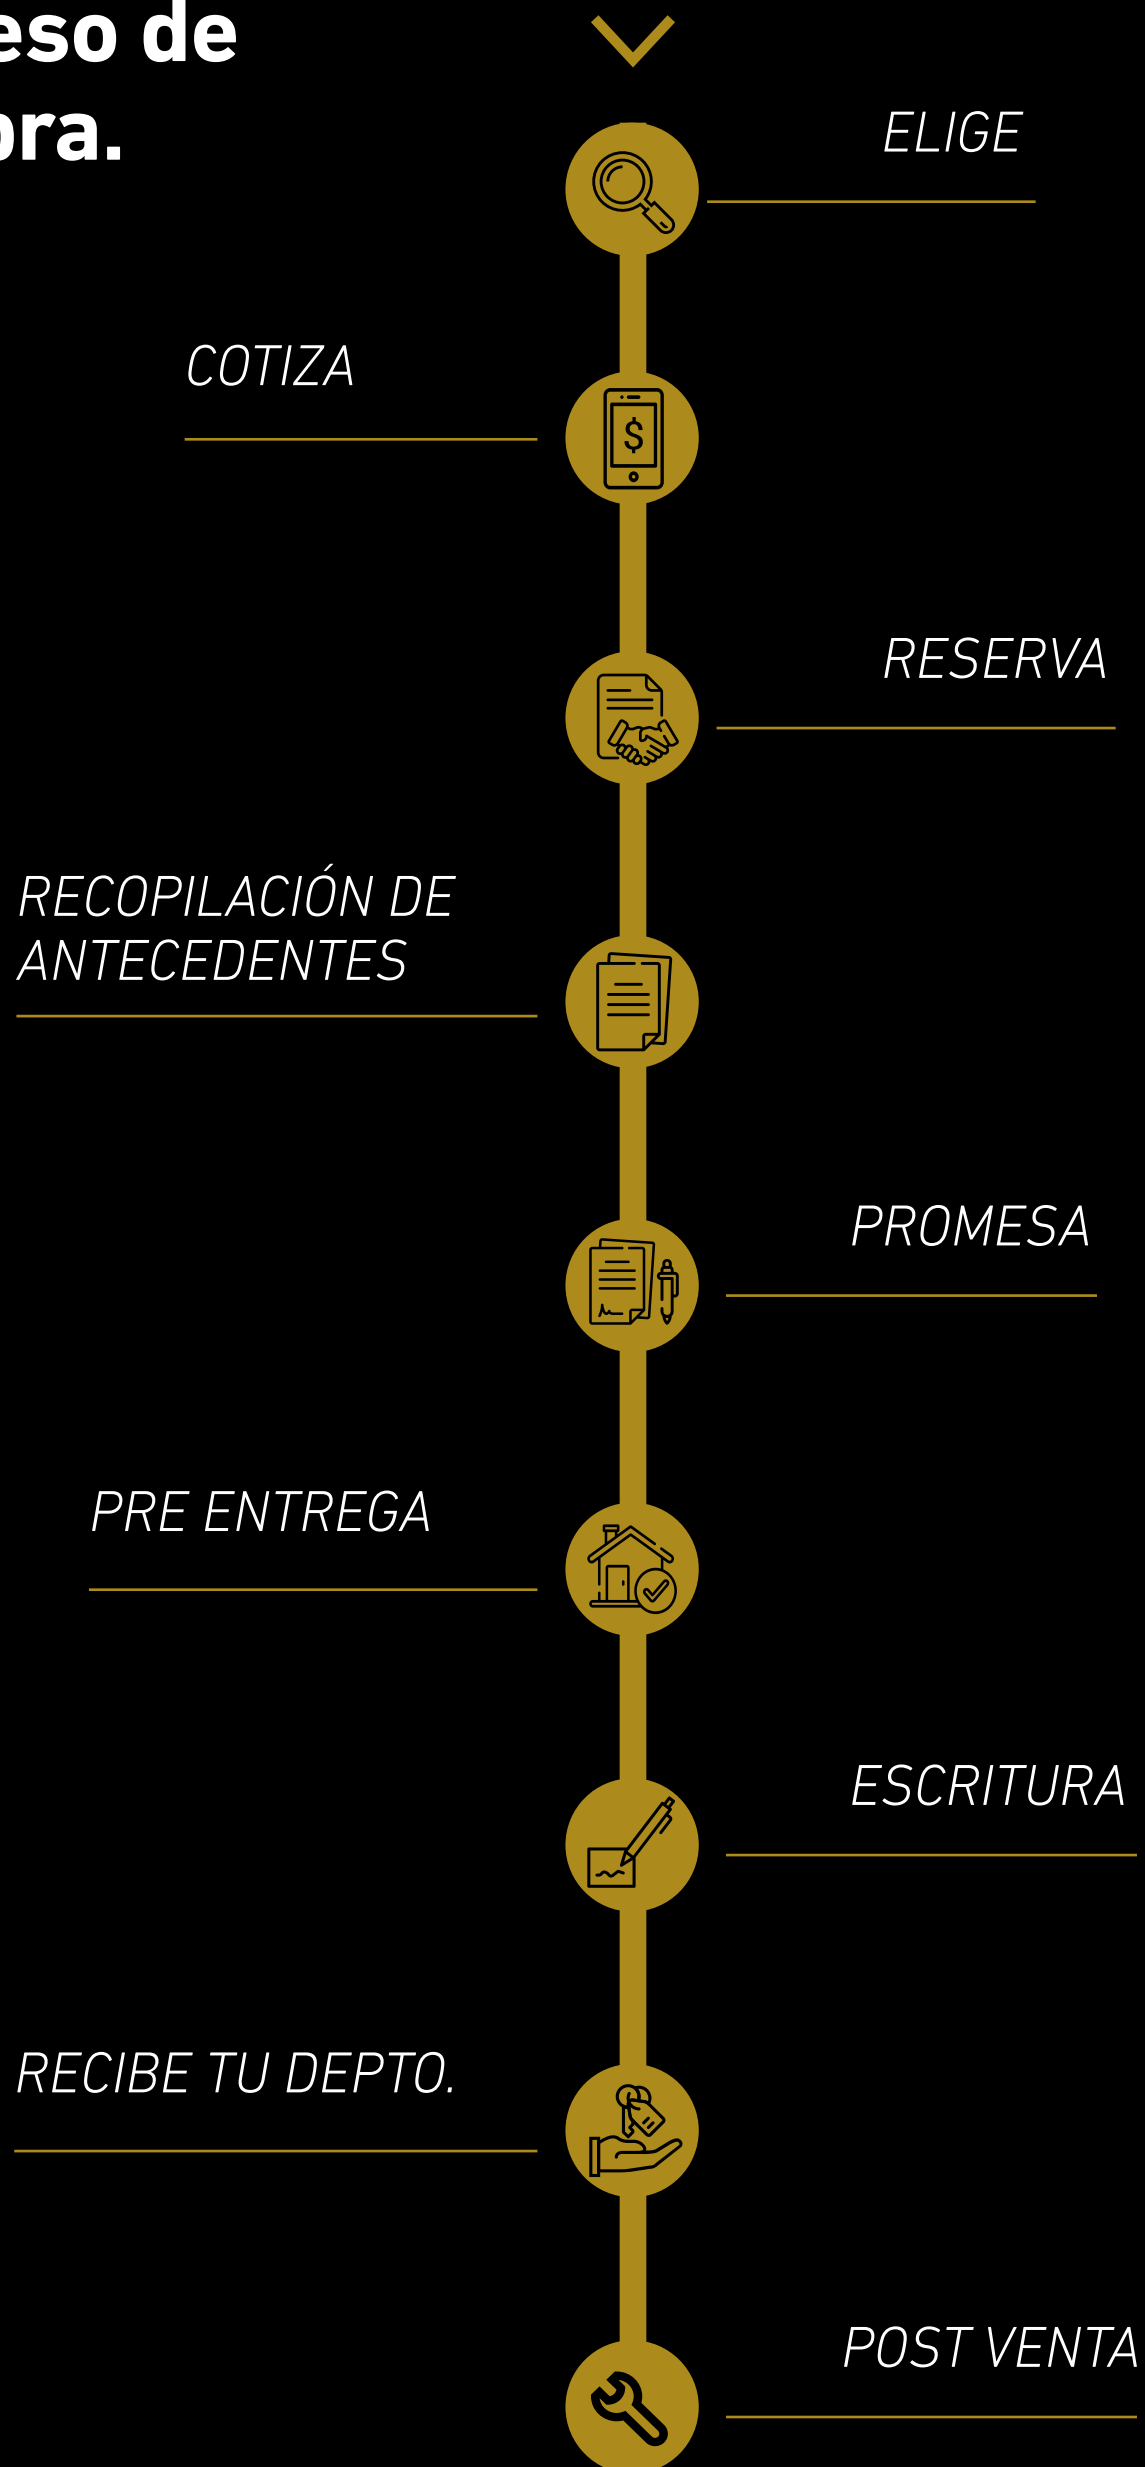 eso de
ora.
ELIGE
COTIZA
$
RESERVA
RECOPILACIÓN DE
ANTECEDENTES
PROMESA
PRE ENTREGA
ESCRITURA
RECIBE TU DEPTO.
POST VENTA